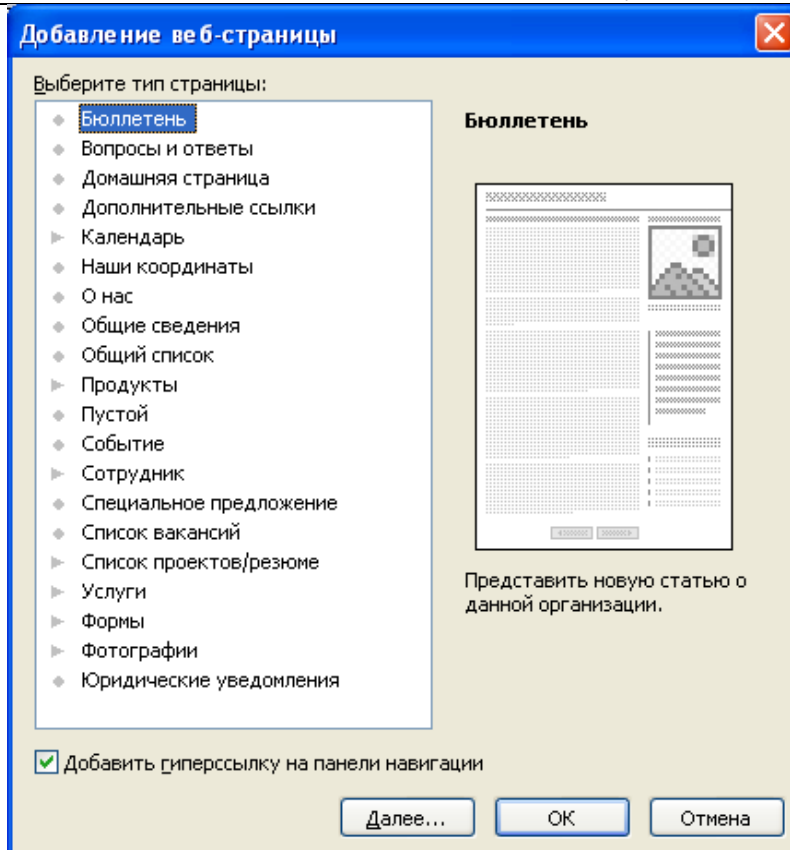 Добавление веб-страницы
Выберите тип страницы:
Бюллетень
Вопросы и ответы
Домашняя страница
Дополнительные ссылки
Календарь
Наши координаты
О нас
Общие сведения
Общий список
Продукты
Пустой
Событие
Сотрудник
Специальное предложение
Список вакансий
Список проектов/резюме
Услуги
Формы
Фотографии
Юридические уведомления
Бюллетень
Представить новую статью о
данной организации.
Добавить гиперссылку на панели навигации
Далее...
ОК
Отмена